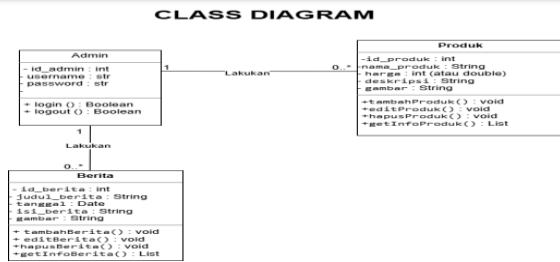 CLASS DIAGRAM
Admin
- id_admin : int
- username : str
- password : str
-
+ login () : Boolean
+ logout () : Boolean
1
Lakukan
0..*
Produk
-id_produk : int
-nama_produk : String
- harga : int (atau double)
- deskripsi : String
- gambar : String
+tambahProduk() : void
+editProduk() : void
+hapusProduk() : void
+getInfoProduk() : List
1
Lakukan
0..*
Berita
- id_berita : int
- judul_berita : String
- tanggal : Date
- isi_berita : String
- gambar : String
+ tambahBerita() : void
+ editBerita() : void
+hapusBerita() : void
+getInfoBerita() : List